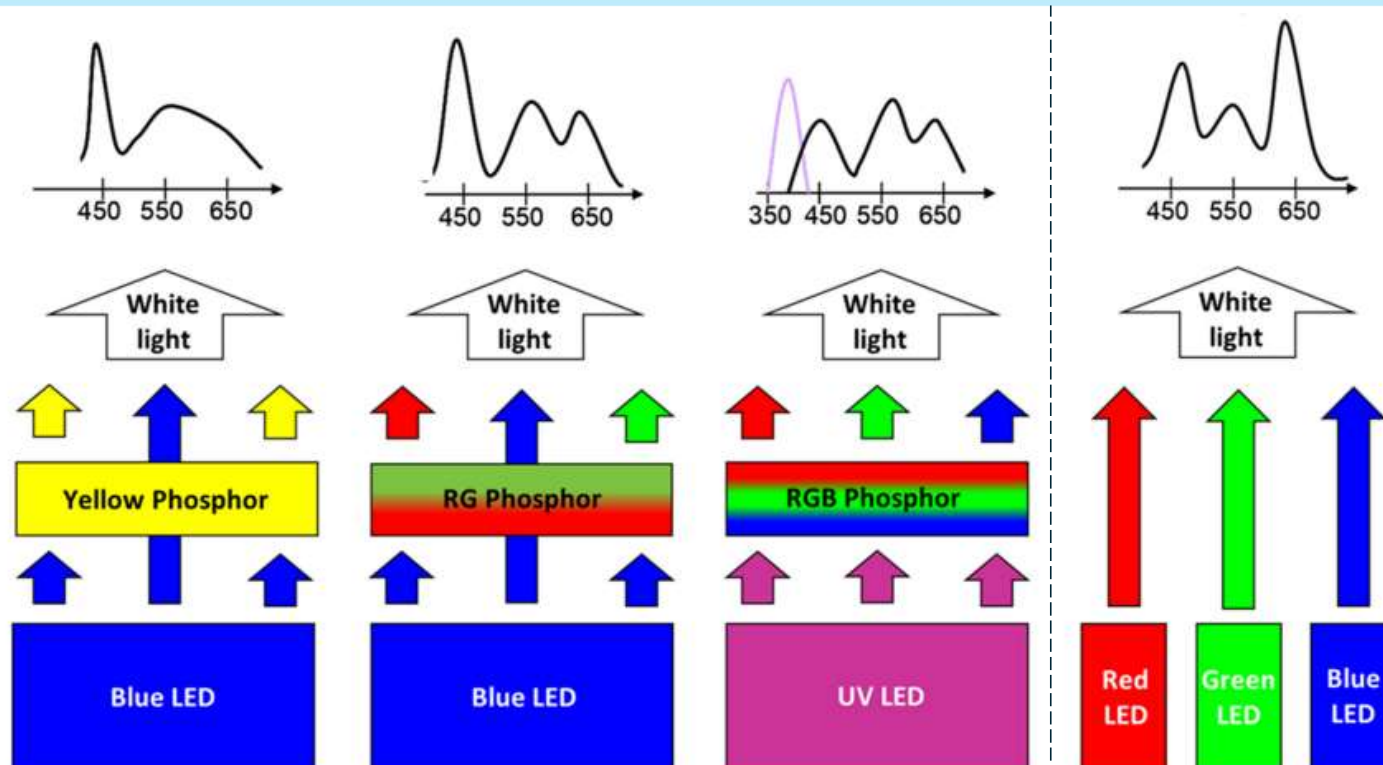 450 550 650
450 550 650
350 450 550 650
450 550 650
White
light
White
light
White
light
White
light
Yellow Phosphor
RG Phosphor
RGB Phosphor
Blue LED
Blue LED
UV LED
Red
LED
Green
LED
Blue
LED